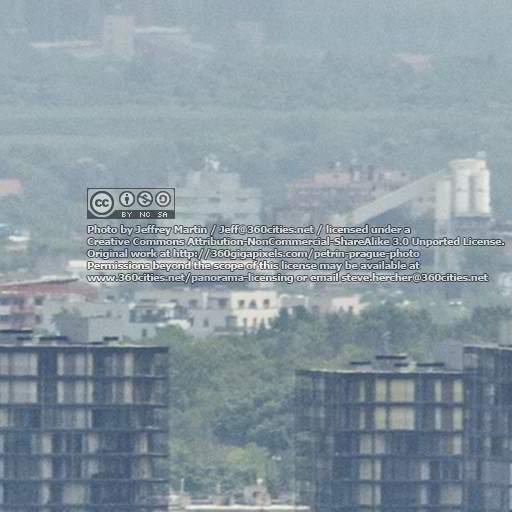 cc BY NC SA
Photo by Jeffrey Martin / Jeff@360cities.net / licensed under a
Creative Commons Attribution-NonCommercial-ShareAlike 3.0 Unported License.
Original work at http://360gigapixels.com/petrin-prague-photo
Permissions beyond the scope of this license may be available at
www.360cities.net/panorama-licensing or email steve.hercher@360cities.net